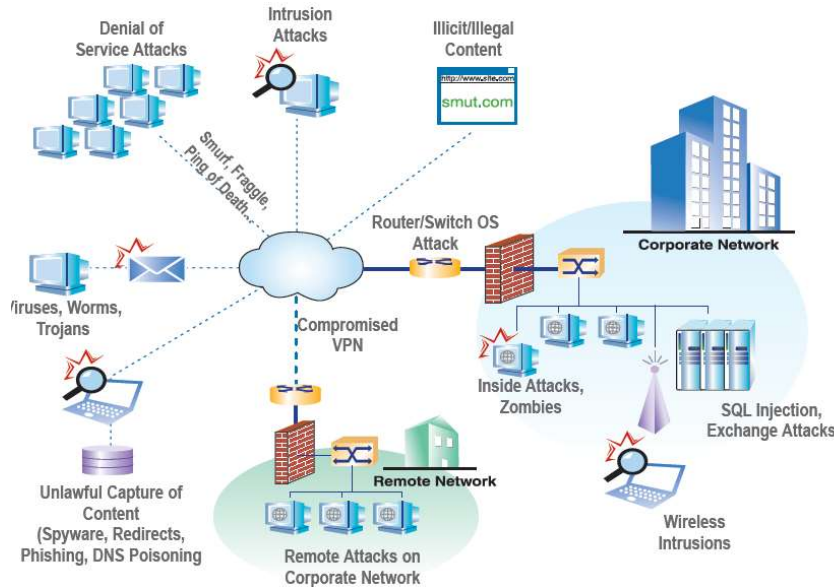 Denial of
Service Attacks
Intrusion
Attacks
Illicit/Illegal
Content
http://www.site.com
smut.com
Smurf, Fraggle,
Ping of Death...
Router/Switch OS
Attack
Corporate Network
Viruses, Worms,
Trojans
Compromised
VPN
Inside Attacks,
Zombies
SQL Injection,
Exchange Attacks
Remote Network
Unlawful Capture of
Content
(Spyware, Redirects,
Phishing, DNS Poisoning
Remote Attacks on
Corporate Network
Wireless
Intrusions